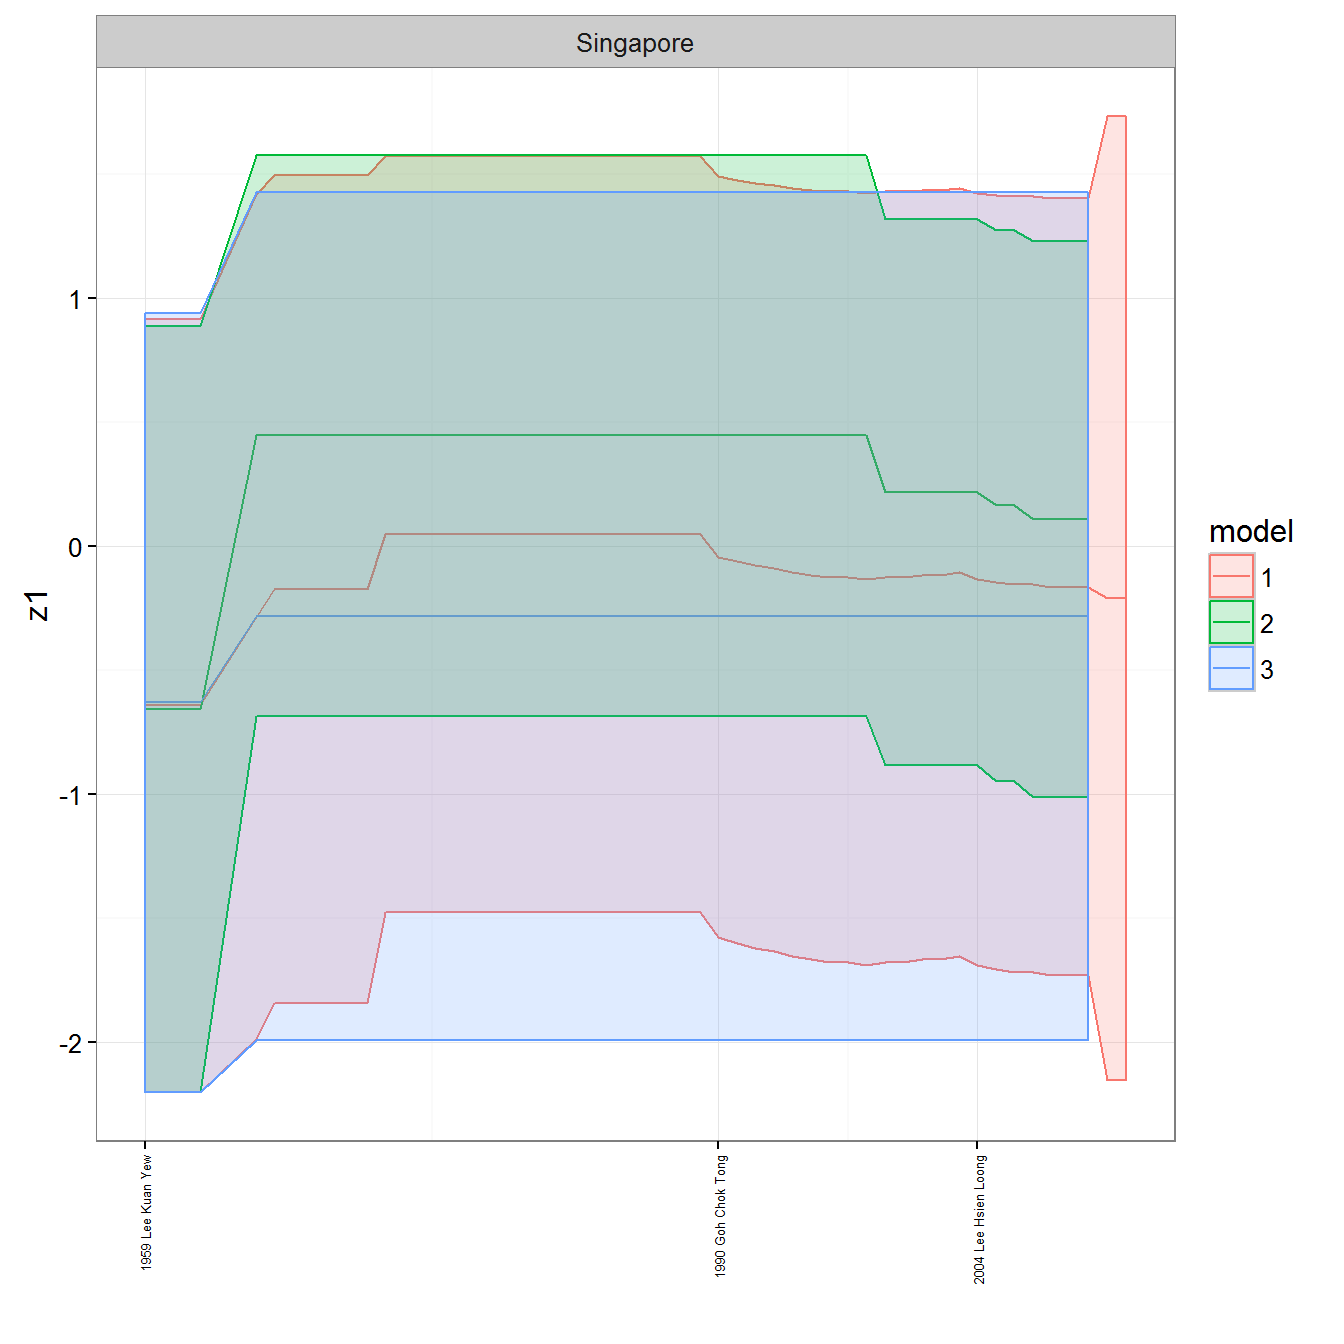 Singapore
1
0
-1
-2
z1
1959 Lee Kuan Yew
1990 Goh Chok Tong
2004 Lee Hsien Loong
model
1
2
3